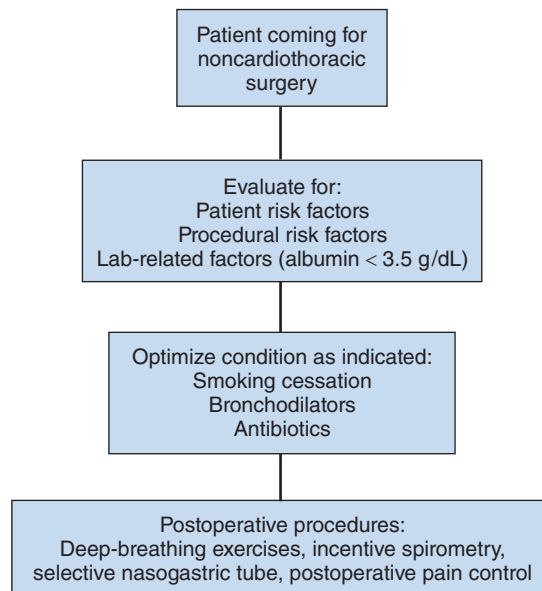 Patient coming for
noncardiothoracic
surgery
Evaluate for:
Patient risk factors
Procedural risk factors
Lab-related factors (albumin < 3.5 g/dL)
Optimize condition as indicated:
Smoking cessation
Bronchodilators
Antibiotics
Postoperative procedures:
Deep-breathing exercises, incentive spirometry,
selective nasogastric tube, postoperative pain control